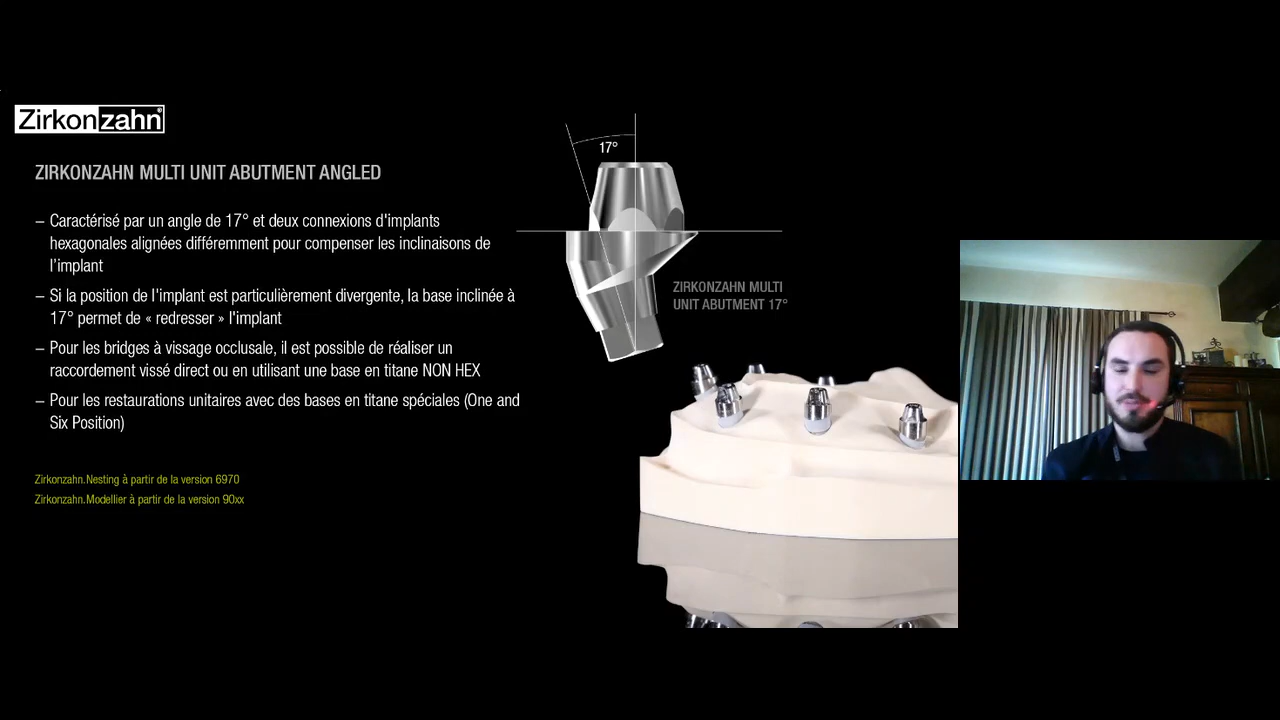 Zirkonzahn®
ZIRKONZAHN MULTI UNIT ABUTMENT ANGLED
– Caractérisé par un angle de 17° et deux connexions d'implants
hexagonales alignées différemment pour compenser les inclinaisons de
l'implant
– Si la position de l'implant est particulièrement divergente, la base inclinée à
17° permet de « redresser » l'implant
– Pour les bridges à vissage occlusale, il est possible de réaliser un
raccordement vissé direct ou en utilisant une base en titane NON HEX
– Pour les restaurations unitaires avec des bases en titane spéciales (One and
Six Position)
Zirkonzahn.Nesting à partir de la version 6970
Zirkonzahn.Modellier à partir de la version 90xx
17°
ZIRKONZAHN MULTI
UNIT ABUTMENT 17°